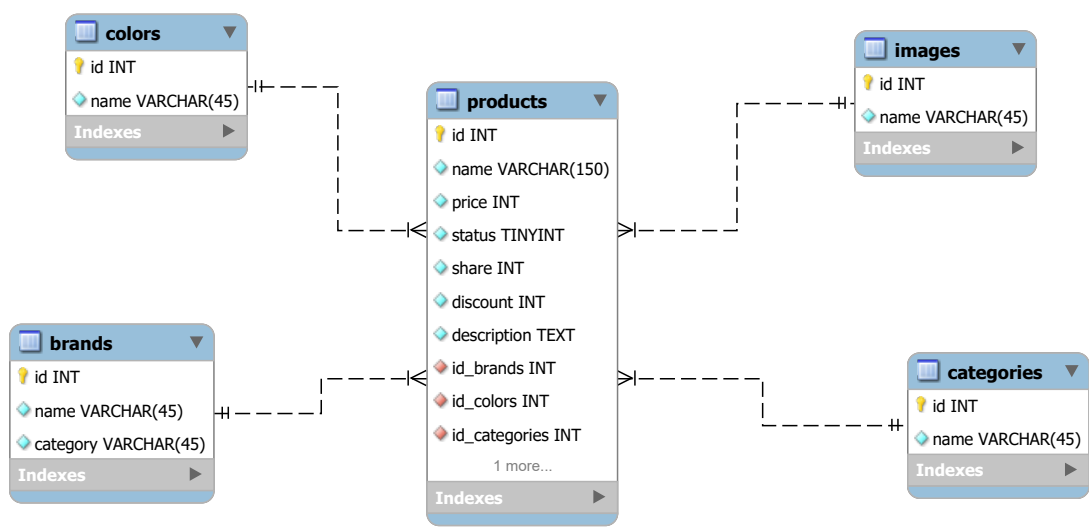 colors
id INT
name VARCHAR(45)
Indexes
images
id INT
name VARCHAR(45)
Indexes
products
id INT
name VARCHAR(150)
price INT
status TINYINT
share INT
discount INT
description TEXT
id_brands INT
id_colors INT
id_categories INT
1 more...
Indexes
brands
id INT
name VARCHAR(45)
category VARCHAR(45)
Indexes
categories
id INT
name VARCHAR(45)
Indexes